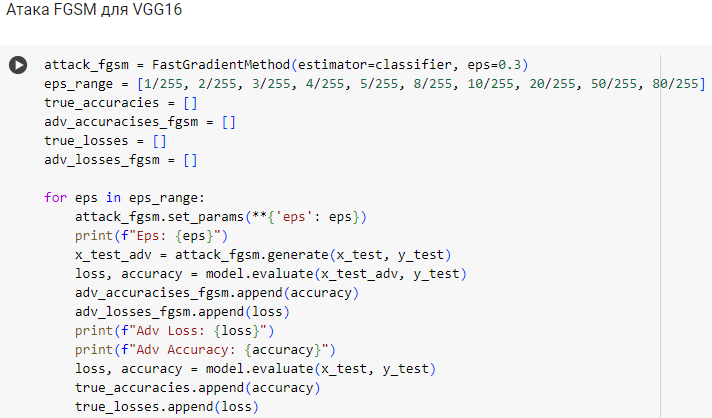 Атака FGSM для VGG16
attack_fgsm = FastGradientMethod(estimator=classifier, eps=0.3)
eps_range = [1/255, 2/255, 3/255, 4/255, 5/255, 8/255, 10/255, 20/255, 50/255, 80/255]
true_accuracies = []
adv_accuracises_fgsm = []
true_losses = []
adv_losses_fgsm = []
for eps in eps_range:
    attack_fgsm.set_params(**{'eps': eps})
    print(f"Eps: {eps}")
    x_test_adv = attack_fgsm.generate(x_test, y_test)
    loss, accuracy = model.evaluate(x_test_adv, y_test)
    adv_accuracises_fgsm.append(accuracy)
    adv_losses_fgsm.append(loss)
    print(f"Adv Loss: {loss}")
    print(f"Adv Accuracy: {accuracy}")
    loss, accuracy = model.evaluate(x_test, y_test)
    true_accuracies.append(accuracy)
    true_losses.append(loss)